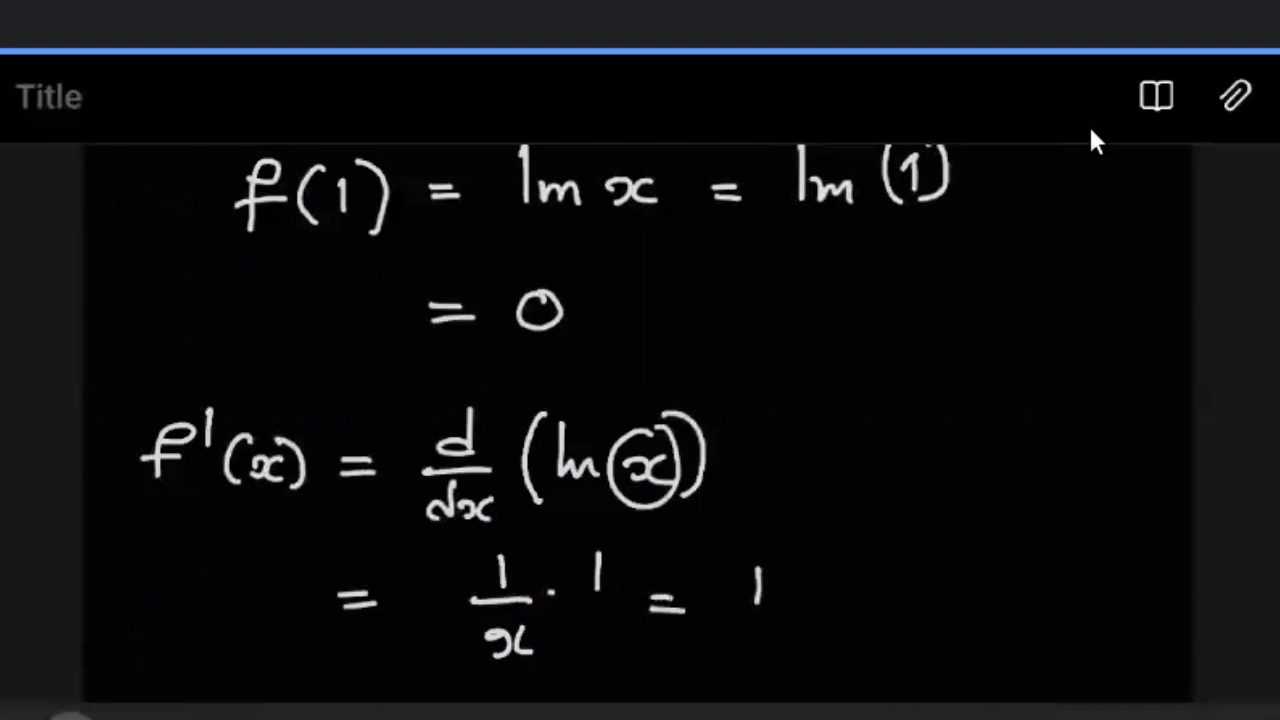 Title
f(1) = ln x = ln (1)
= 0
f'(x) = d/dx (ln(x))
= 1/x · 1 = 1